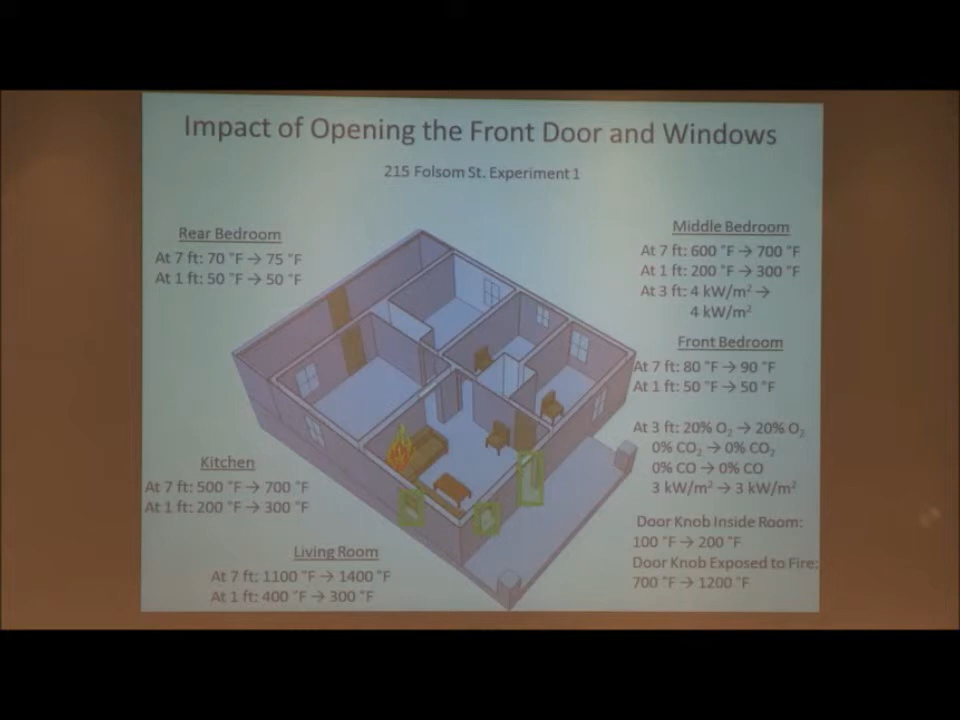 Impact of Opening the Front Door and Windows
215 Folsom St. Experiment 1
Rear Bedroom
At 7 ft: 70 °F → 75 °F
At 1 ft: 50 °F → 50 °F
Middle Bedroom
At 7 ft: 600 °F → 700 °F
At 1 ft: 200 °F → 300 °F
At 3 ft: 4 kW/m² →
4 kW/m²
Front Bedroom
At 7 ft: 80 °F → 90 °F
At 1 ft: 50 °F → 50 °F
At 3 ft: 20% O₂ → 20% O₂
0% CO₂ → 0% CO₂
0% CO → 0% CO
3 kW/m² → 3 kW/m²
Kitchen
At 7 ft: 500 °F → 700 °F
At 1 ft: 200 °F → 300 °F
Door Knob Inside Room:
100 °F → 200 °F
Door Knob Exposed to Fire:
700 °F → 1200 °F
Living Room
At 7 ft: 1100 °F → 1400 °F
At 1 ft: 400 °F → 300 °F